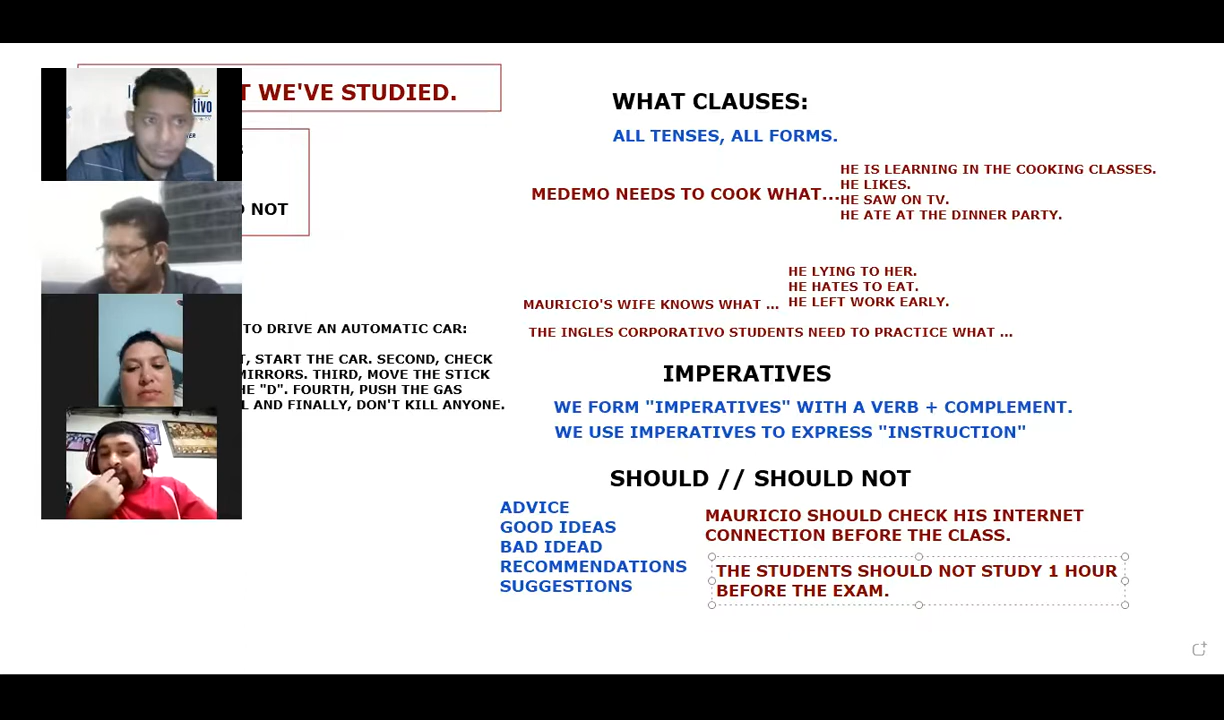 T WE'VE STUDIED.
NOT
TO DRIVE AN AUTOMATIC CAR:
, START THE CAR. SECOND, CHECK
MIRRORS. THIRD, MOVE THE STICK
HE "D". FOURTH, PUSH THE GAS
L AND FINALLY, DON'T KILL ANYONE.
WHAT CLAUSES:
ALL TENSES, ALL FORMS.
MEDEMO NEEDS TO COOK WHAT...
HE IS LEARNING IN THE COOKING CLASSES.
HE LIKES.
HE SAW ON TV.
HE ATE AT THE DINNER PARTY.
MAURICIO'S WIFE KNOWS WHAT ...
HE LYING TO HER.
HE HATES TO EAT.
HE LEFT WORK EARLY.
THE INGLES CORPORATIVO STUDENTS NEED TO PRACTICE WHAT ...
IMPERATIVES
WE FORM "IMPERATIVES" WITH A VERB + COMPLEMENT.
WE USE IMPERATIVES TO EXPRESS "INSTRUCTION"
SHOULD // SHOULD NOT
ADVICE
GOOD IDEAS
BAD IDEAD
RECOMMENDATIONS
SUGGESTIONS
MAURICIO SHOULD CHECK HIS INTERNET
CONNECTION BEFORE THE CLASS.
THE STUDENTS SHOULD NOT STUDY 1 HOUR
BEFORE THE EXAM.